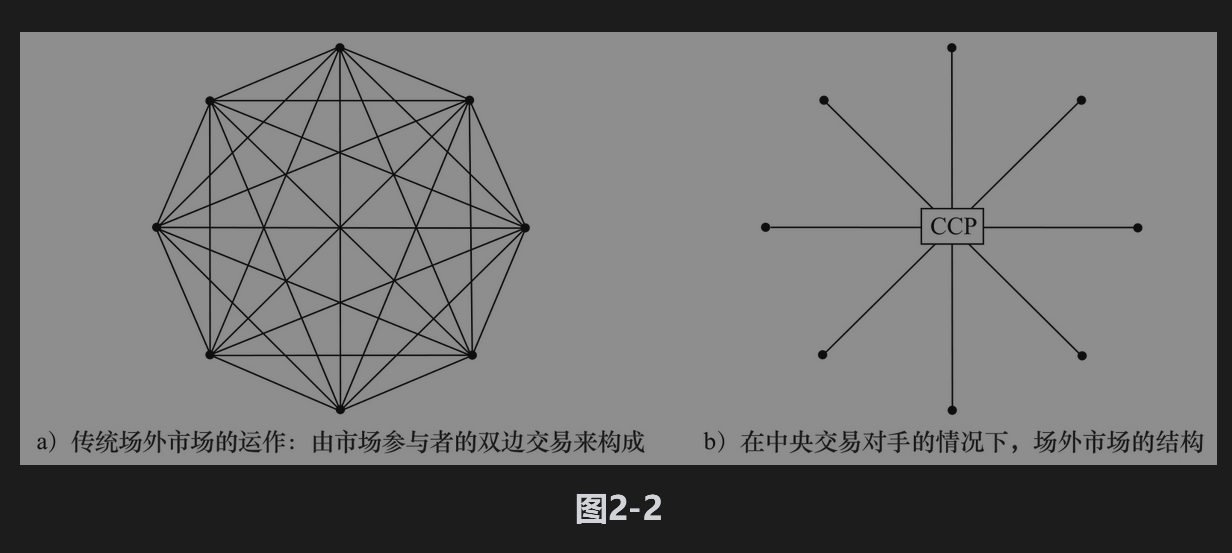 CCP
a）传统场外市场的运作：由市场参与者的双边交易来构成
b）在中央交易对手的情况下，场外市场的结构
图2-2